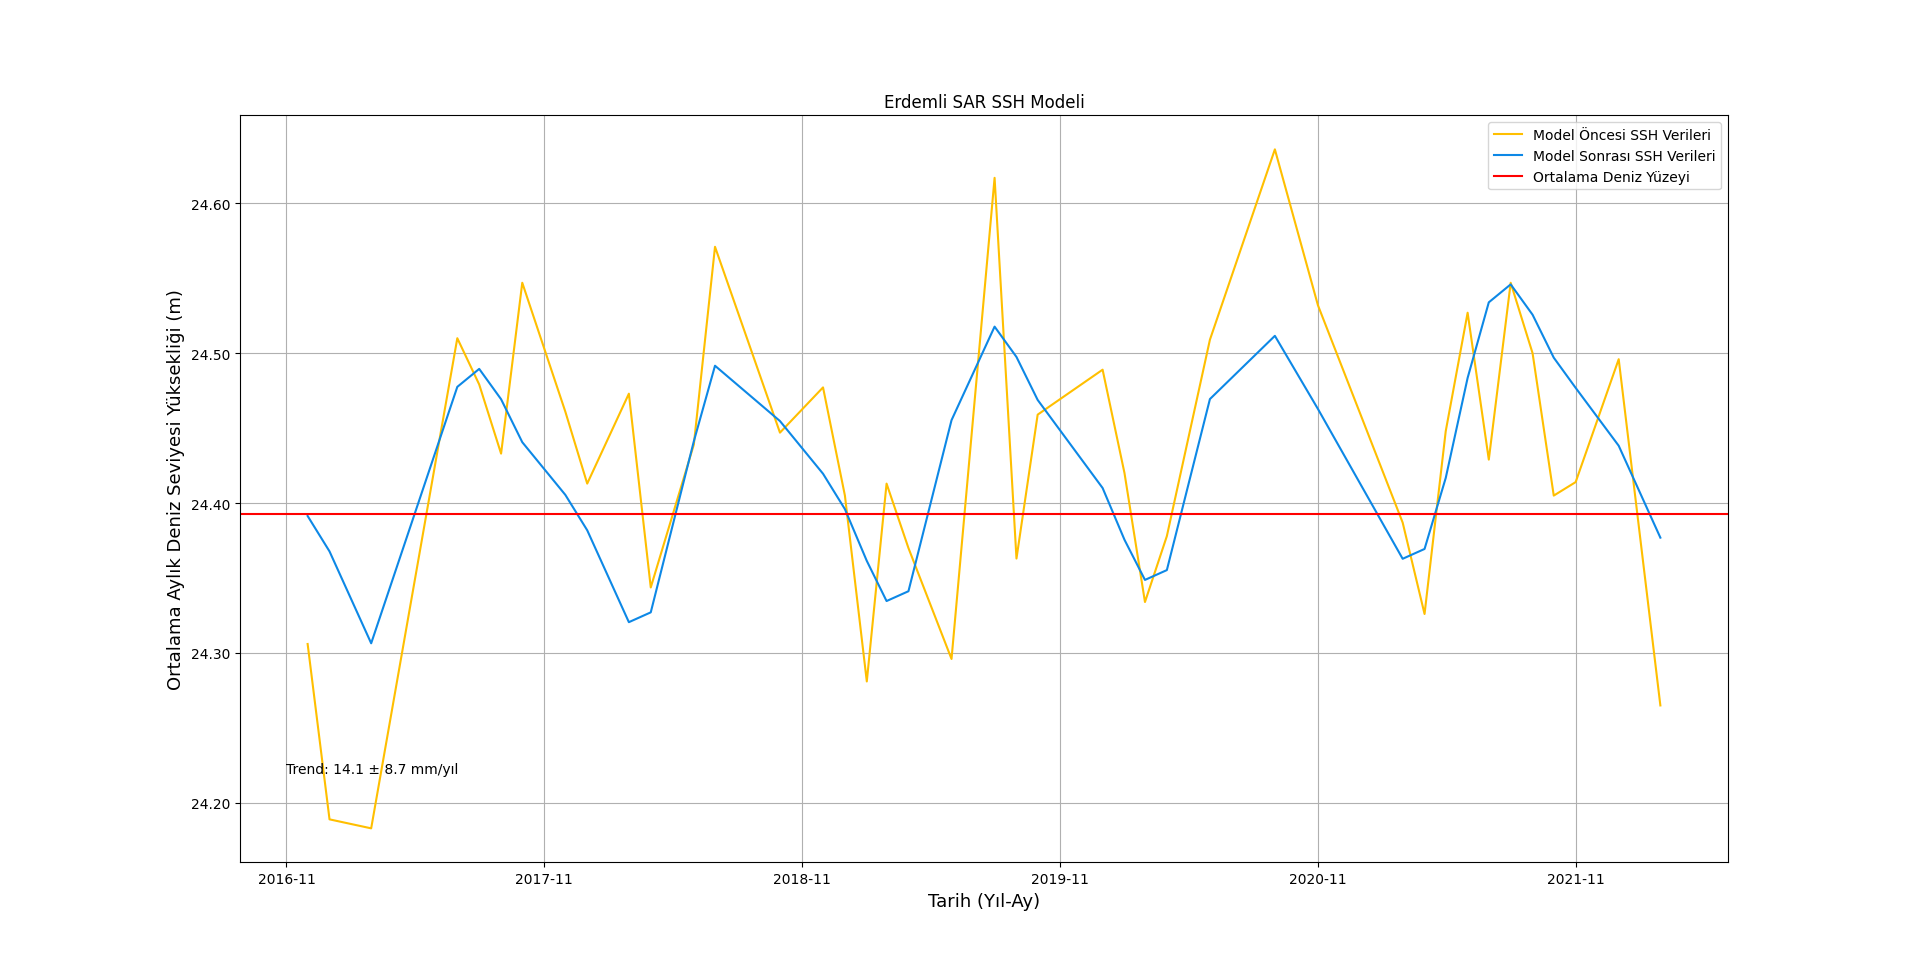 Erdemli SAR SSH Modeli
Model Öncesi SSH Verileri
Model Sonrası SSH Verileri
Ortalama Deniz Yüzeyi
Ortalama Aylık Deniz Seviyesi Yüksekliği (m)
24.60
24.50
24.40
24.30
24.20
Trend: 14.1 ± 8.7 mm/yıl
2016-11
2017-11
2018-11
2019-11
2020-11
2021-11
Tarih (Yıl-Ay)